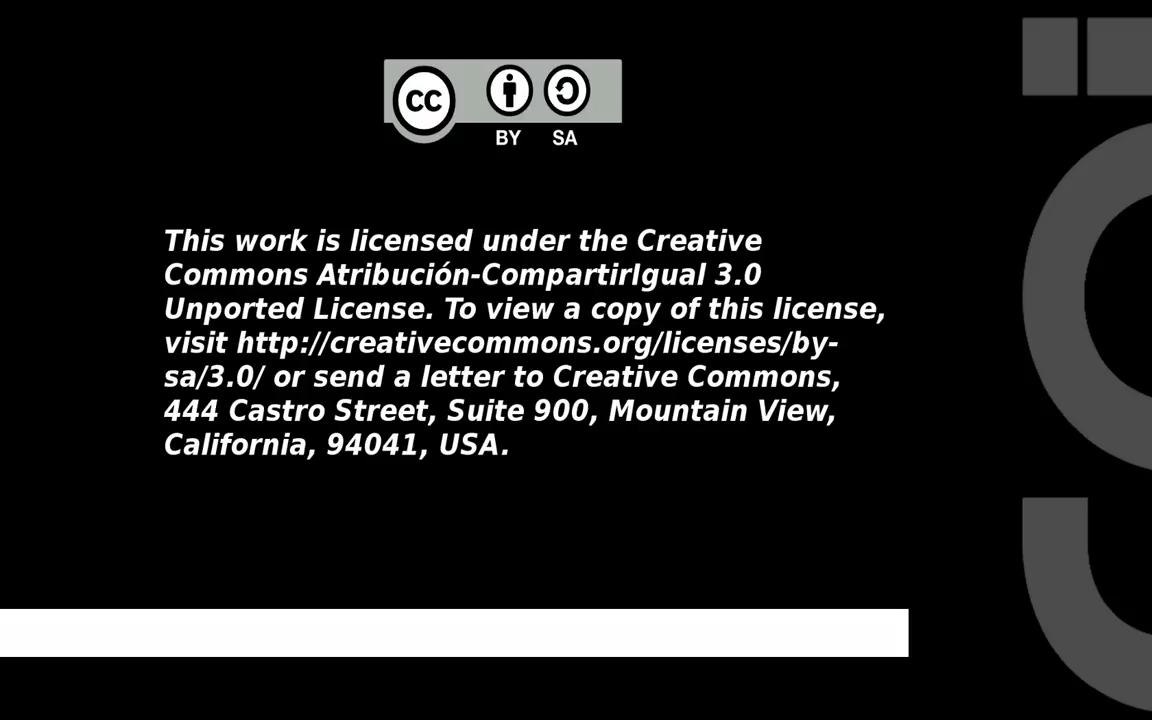 CC
BY SA
This work is licensed under the Creative
Commons Atribución-CompartirIgual 3.0
Unported License. To view a copy of this license,
visit http://creativecommons.org/licenses/by-
sa/3.0/ or send a letter to Creative Commons,
444 Castro Street, Suite 900, Mountain View,
California, 94041, USA.